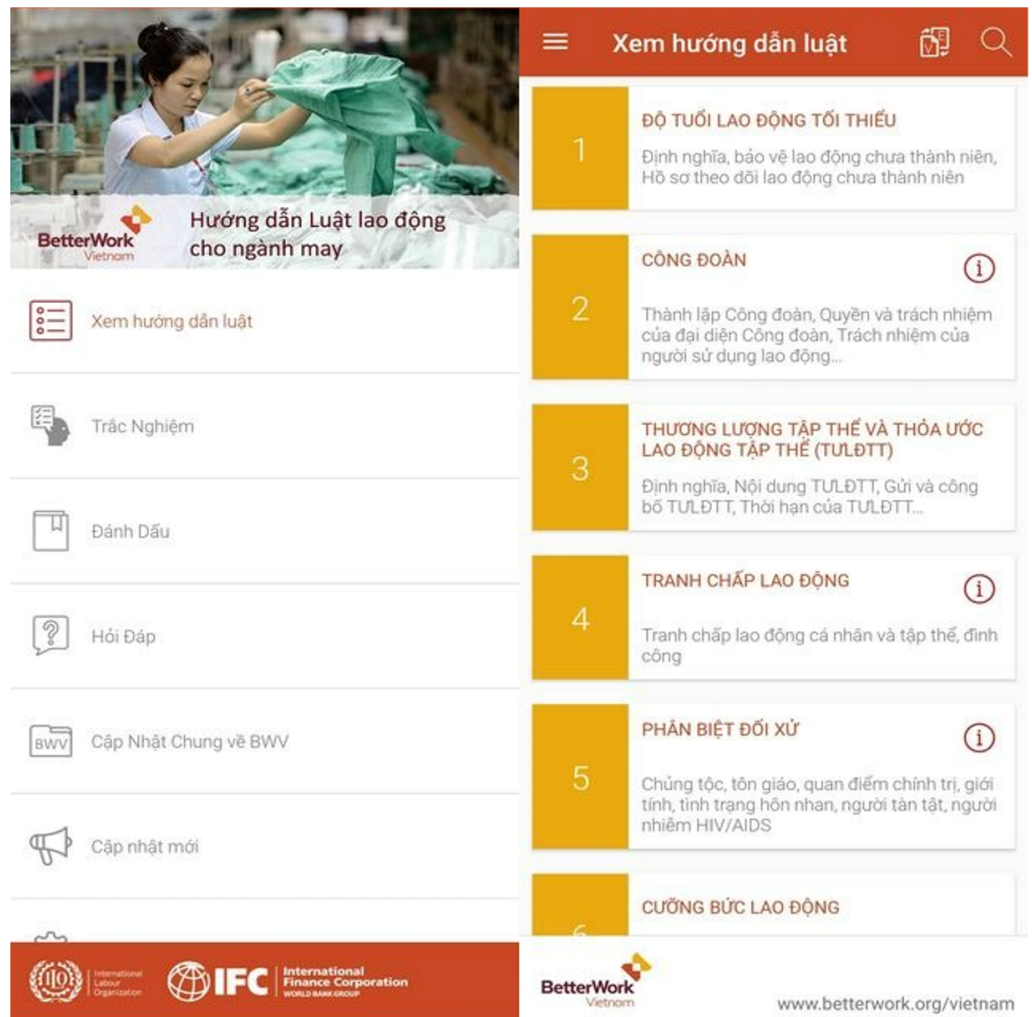 BetterWork
Vietnam
Hướng dẫn Luật lao động
cho ngành may
Xem hướng dẫn luật
Trắc Nghiệm
Đánh Dấu
Hỏi Đáp
BWV
Cập Nhật Chung về BWV
Cập nhật mới
International
Labour
Organization
IFC
International
Finance Corporation
WORLD BANK GROUP
Xem hướng dẫn luật
1
ĐỘ TUỔI LAO ĐỘNG TỐI THIỂU
Định nghĩa, bảo vệ lao động chưa thành niên,
Hồ sơ theo dõi lao động chưa thành niên
2
CÔNG ĐOÀN
Thành lập Công đoàn, Quyền và trách nhiệm
của đại diện Công đoàn, Trách nhiệm của
người sử dụng lao động...
3
THƯƠNG LƯỢNG TẬP THỂ VÀ THỎA ƯỚC
LAO ĐỘNG TẬP THỂ (TƯLĐTT)
Định nghĩa, Nội dung TƯLĐTT, Gửi và công
bố TƯLĐTT, Thời hạn của TƯLĐTT...
4
TRANH CHẤP LAO ĐỘNG
Tranh chấp lao động cá nhân và tập thể, đình
công
5
PHÂN BIỆT ĐỐI XỬ
Chủng tộc, tôn giáo, quan điểm chính trị, giới
tính, tình trạng hôn nhân, người tàn tật, người
nhiễm HIV/AIDS
6
CƯỠNG BỨC LAO ĐỘNG
BetterWork
Vietnam
www.betterwork.org/vietnam